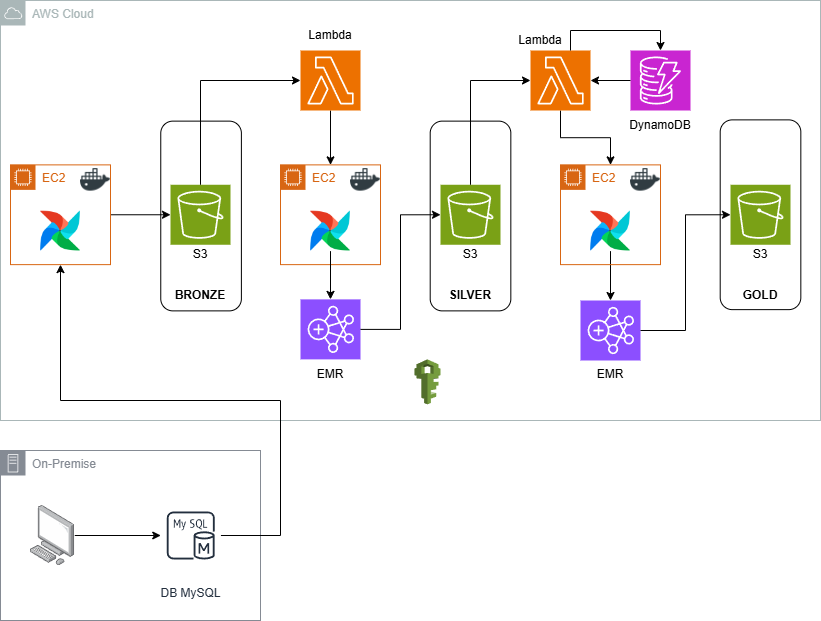 AWS Cloud
Lambda
Lambda
DynamoDB
EC2
EC2
EC2
S3
S3
S3
BRONZE
SILVER
GOLD
EMR
EMR
On-Premise
My SQL
M
DB MySQL